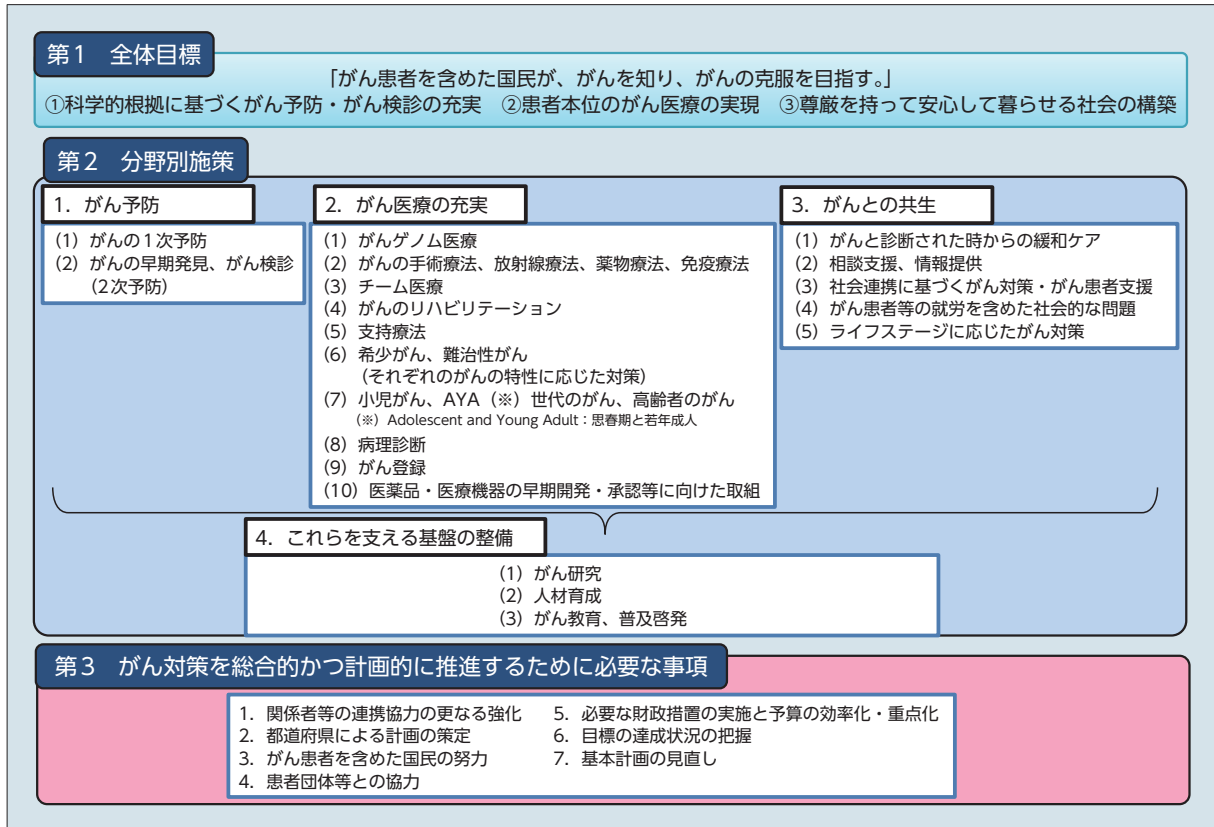 第1 全体目標
「がん患者を含めた国民が、がんを知り、がんの克服を目指す。」
①科学的根拠に基づくがん予防・がん検診の充実 ②患者本位のがん医療の実現 ③尊厳を持って安心して暮らせる社会の構築
第2 分野別施策
1．がん予防
(1) がんの1次予防
(2) がんの早期発見、がん検診
(2次予防)
2．がん医療の充実
(1) がんゲノム医療
(2) がんの手術療法、放射線療法、薬物療法、免疫療法
(3) チーム医療
(4) がんのリハビリテーション
(5) 支持療法
(6) 希少がん、難治性がん
(それぞれのがんの特性に応じた対策)
(7) 小児がん、AYA（※）世代のがん、高齢者のがん
(※) Adolescent and Young Adult：思春期と若年成人
(8) 病理診断
(9) がん登録
(10) 医薬品・医療機器の早期開発・承認等に向けた取組
3．がんとの共生
(1) がんと診断された時からの緩和ケア
(2) 相談支援、情報提供
(3) 社会連携に基づくがん対策・がん患者支援
(4) がん患者等の就労を含めた社会的な問題
(5) ライフステージに応じたがん対策
4．これらを支える基盤の整備
(1) がん研究
(2) 人材育成
(3) がん教育、普及啓発
第3 がん対策を総合的かつ計画的に推進するために必要な事項
1．関係者等の連携協力の更なる強化
2．都道府県による計画の策定
3．がん患者を含めた国民の努力
4．患者団体等との協力
5．必要な財政措置の実施と予算の効率化・重点化
6．目標の達成状況の把握
7．基本計画の見直し